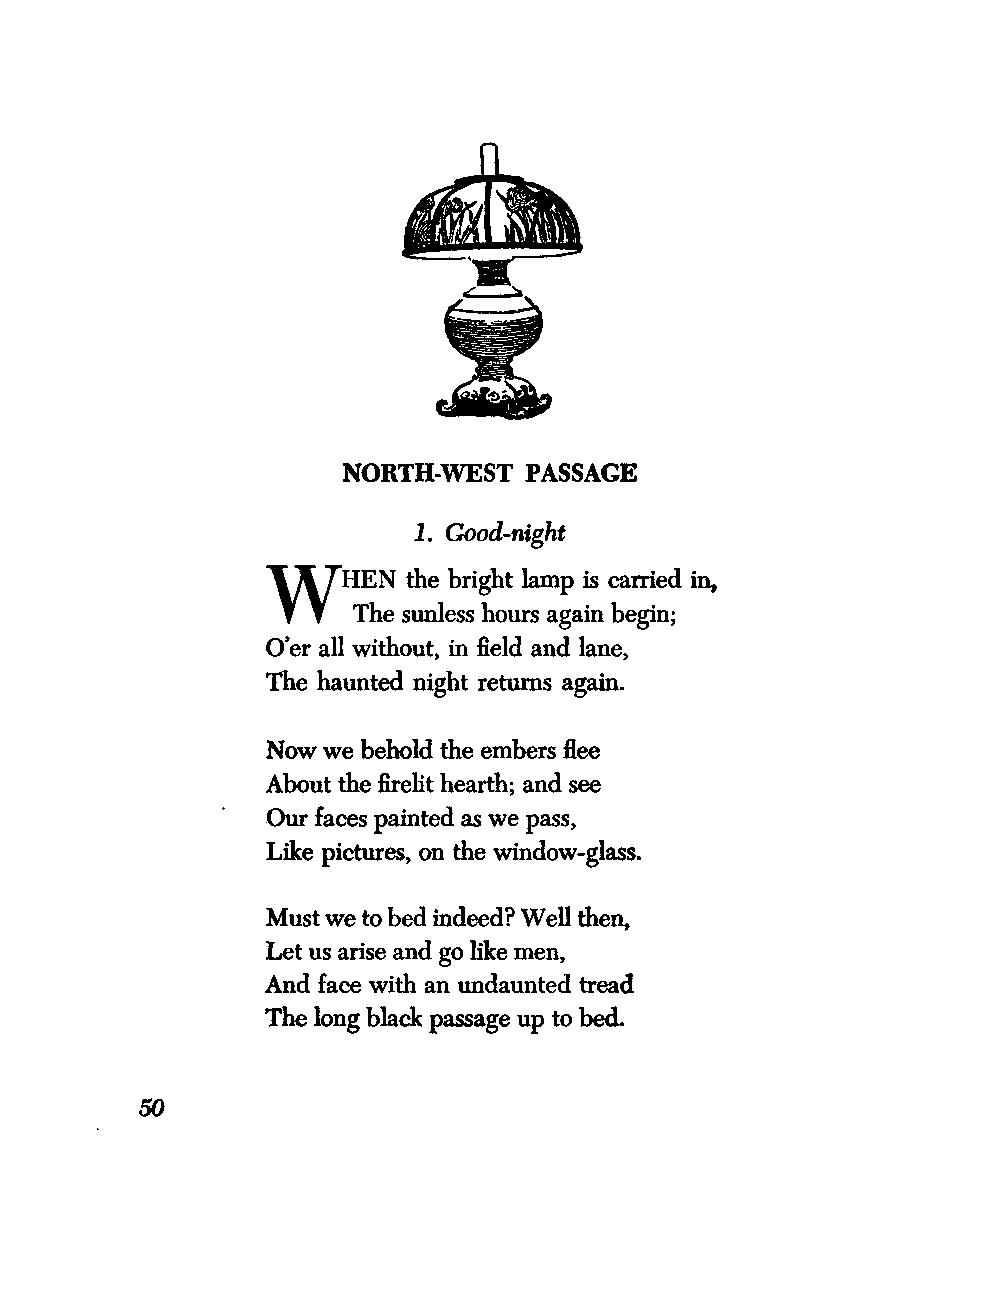 NORTH-WEST PASSAGE
1. Good-night
WHEN the bright lamp is carried in,
The sunless hours again begin;
O'er all without, in field and lane,
The haunted night returns again.
Now we behold the embers flee
About the firelit hearth; and see
Our faces painted as we pass,
Like pictures, on the window-glass.
Must we to bed indeed? Well then,
Let us arise and go like men,
And face with an undaunted tread
The long black passage up to bed.
50